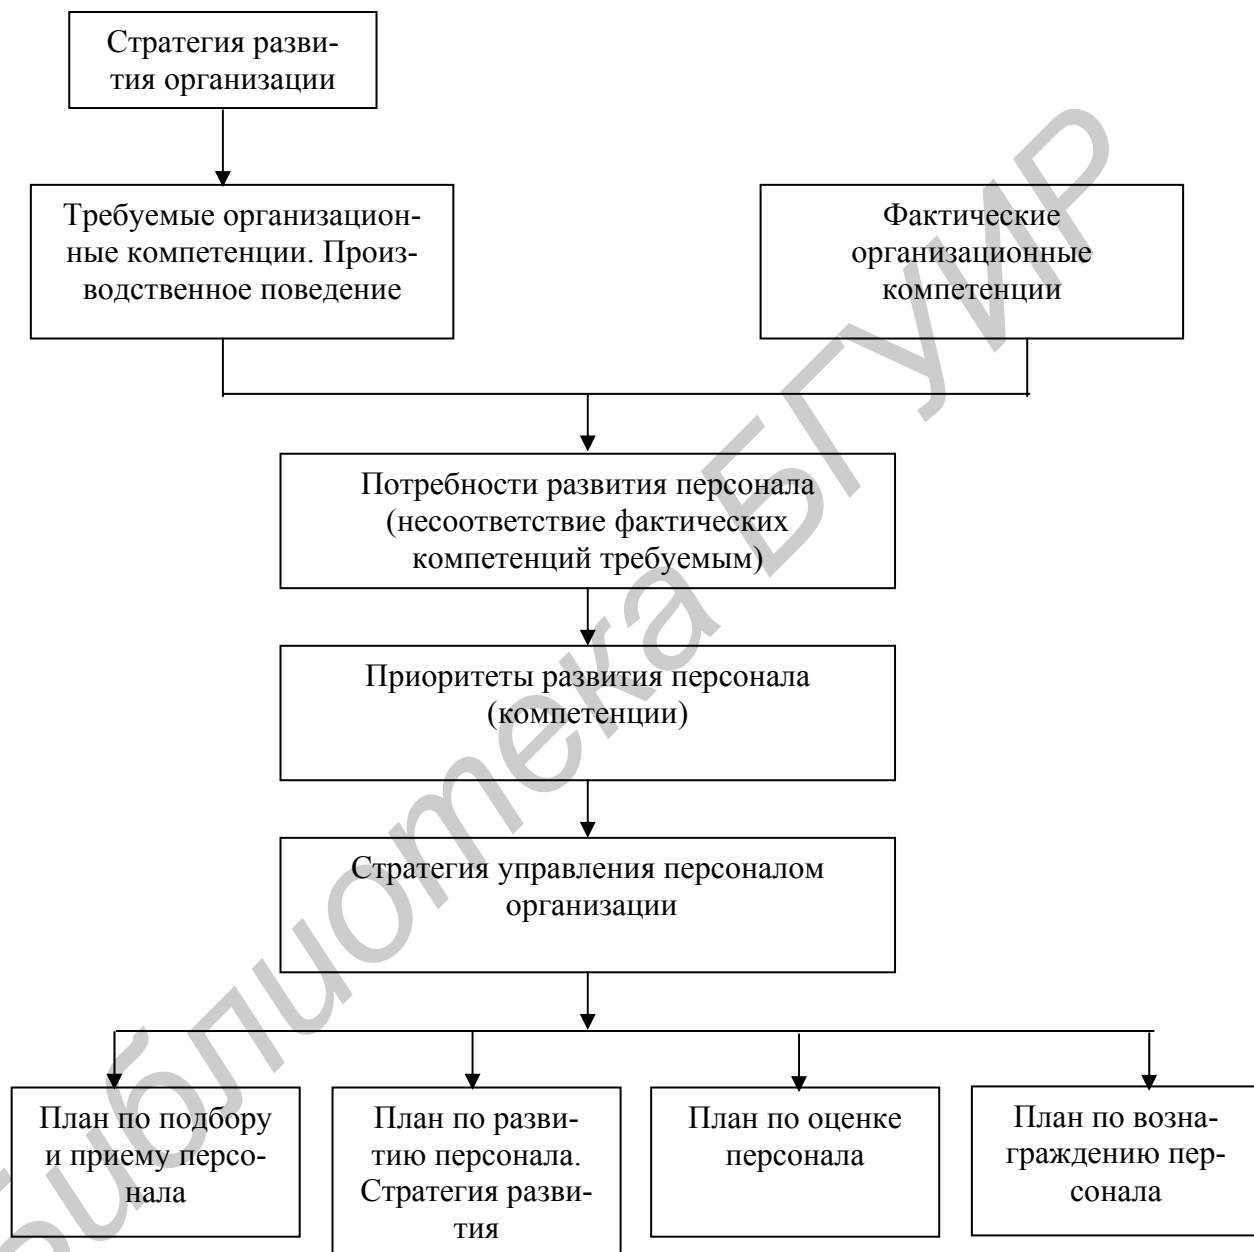 Стратегия разви-
тия организации
Требуемые организацион-
ные компетенции. Произ-
водственное поведение
Фактические
организационные
компетенции
Потребности развития персонала
(несоответствие фактических
компетенций требуемым)
Приоритеты развития персонала
(компетенции)
Стратегия управления персоналом
организации
План по подбору
и приему персо-
нала
План по разви-
тию персонала.
Стратегия разви-
тия
План по оценке
персонала
План по возна-
граждению пер-
сонала
библиотека БГУИР